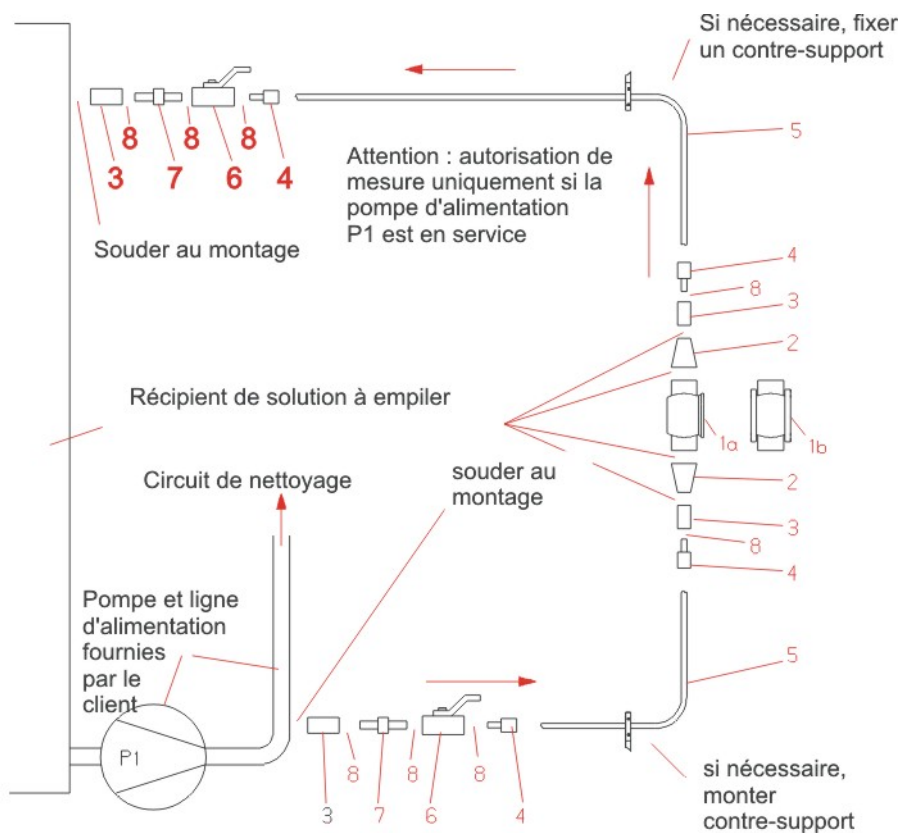 Si nécessaire, fixer
un contre-support
8
8
8
3
7
6
4
5
Attention : autorisation de
mesure uniquement si la
pompe d'alimentation
P1 est en service
Souder au montage
4
8
3
2
Récipient de solution à empiler
1a
1b
Circuit de nettoyage
souder au
montage
2
3
8
4
Pompe et ligne
d'alimentation
fournies
par le
client
5
P1
8
8
8
3
7
6
4
si nécessaire,
monter
contre-support